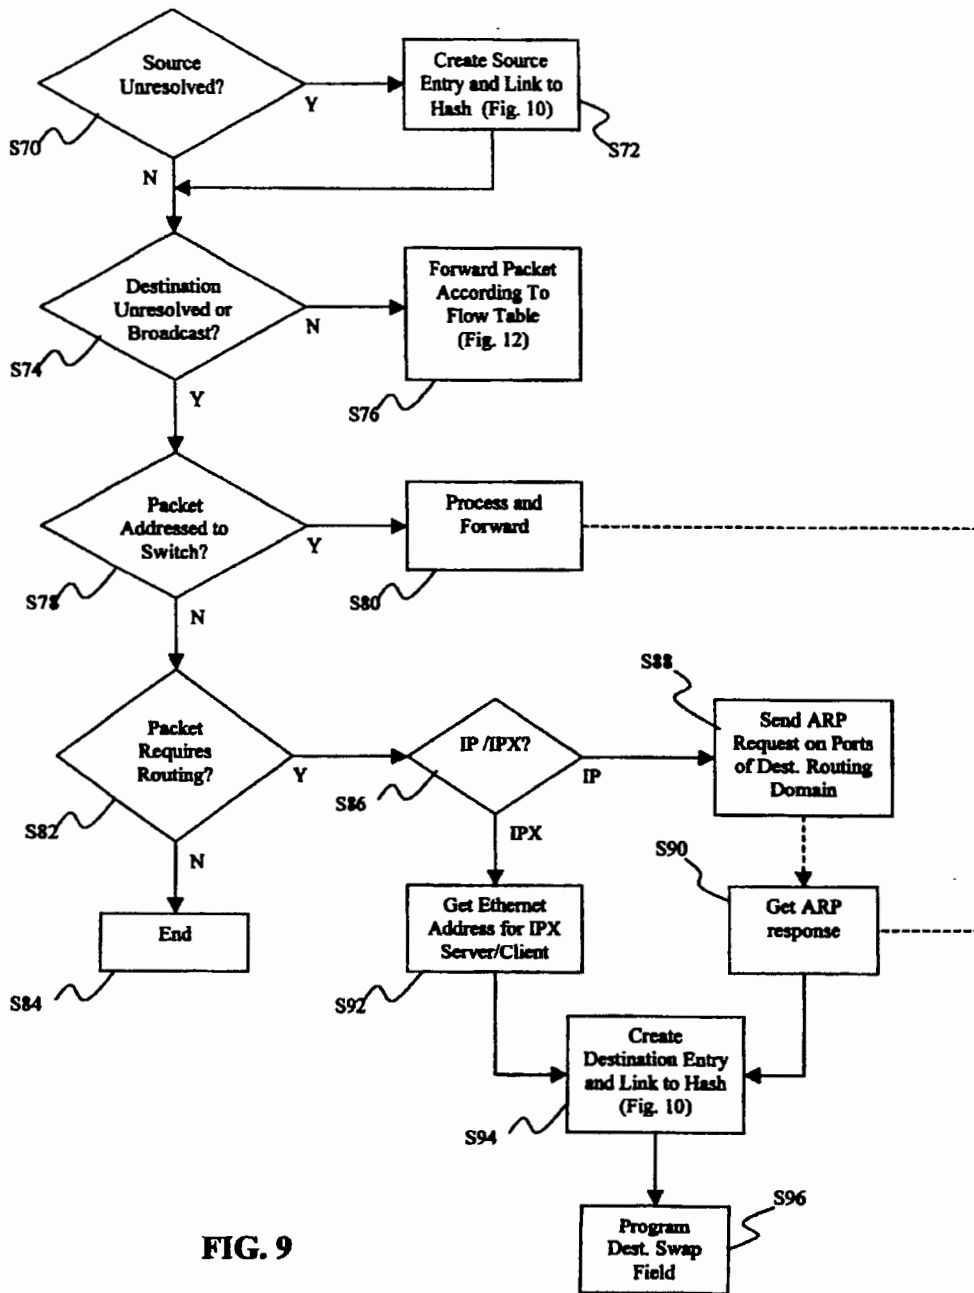 Source
Unresolved?
Y
Create Source
Entry and Link to
Hash (Fig. 10)
S70
S72
N
Destination
Unresolved or
Broadcast?
N
Forward Packet
According To
Flow Table
(Fig. 12)
S74
S76
Y
Packet
Addressed to
Switch?
Y
Process and
Forward
S78
S80
N
Packet
Requires
Routing?
Y
IP /IPX?
IP
S88
Send ARP
Request on Ports
of Dest. Routing
Domain
S82
S86
N
IPX
S90
End
Get Ethernet
Address for IPX
Server/Client
Get ARP
response
S84
S92
Create
Destination Entry
and Link to Hash
(Fig. 10)
S94
S96
Program
Dest. Swap
Field
FIG. 9